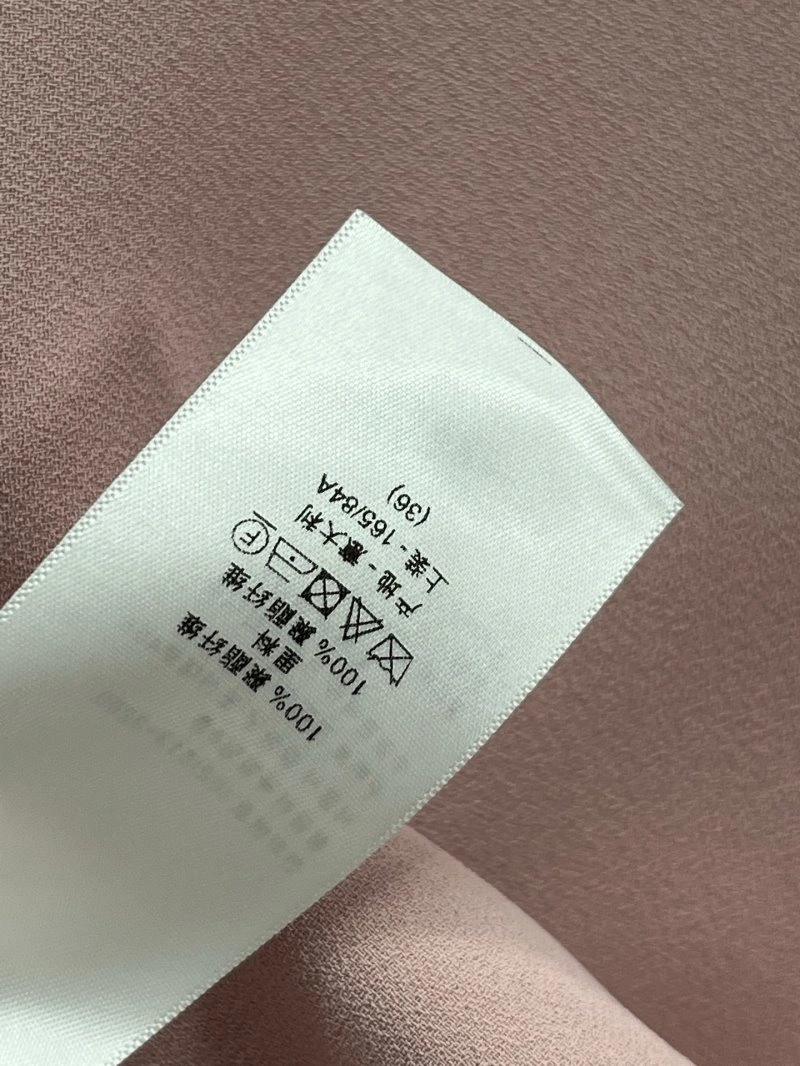 100% 聚酯纤维
里料
100% 聚酯纤维
F
产地 - 意大利
上装 - 165/84A
(36)